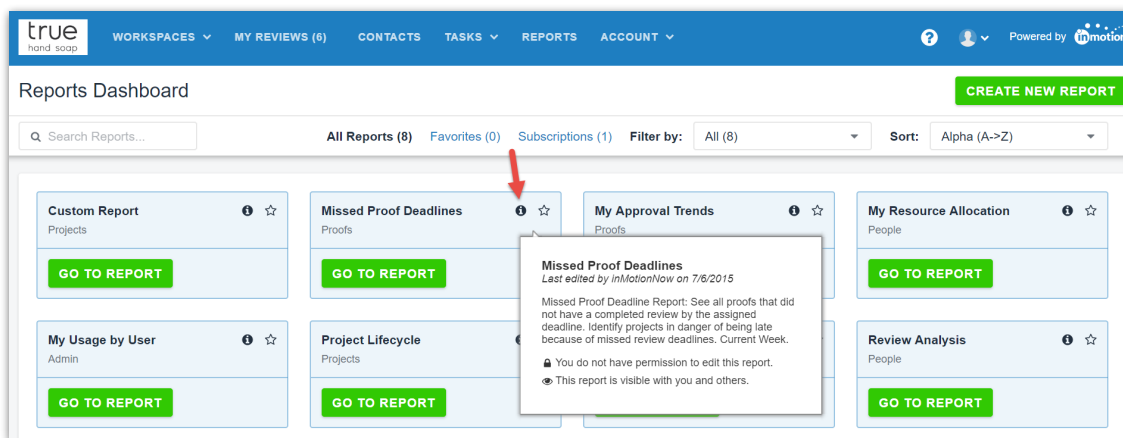 true
hand soap
WORKSPACES MY REVIEWS (6) CONTACTS TASKS REPORTS ACCOUNT ? Powered by inmotion
Reports Dashboard
CREATE NEW REPORT
Search Reports... All Reports (8) Favorites (0) Subscriptions (1) Filter by: All (8) Sort: Alpha (A->Z)
Custom Report
Projects
GO TO REPORT
Missed Proof Deadlines
Proofs
GO TO REPORT
My Approval Trends
Proofs
My Resource Allocation
People
GO TO REPORT
Missed Proof Deadlines
Last edited by inMotionNow on 7/6/2015
Missed Proof Deadline Report: See all proofs that did
not have a completed review by the assigned
deadline. Identify projects in danger of being late
because of missed review deadlines. Current Week.
You do not have permission to edit this report.
This report is visible with you and others.
My Usage by User
Admin
GO TO REPORT
Project Lifecycle
Projects
GO TO REPORT
Review Analysis
People
GO TO REPORT